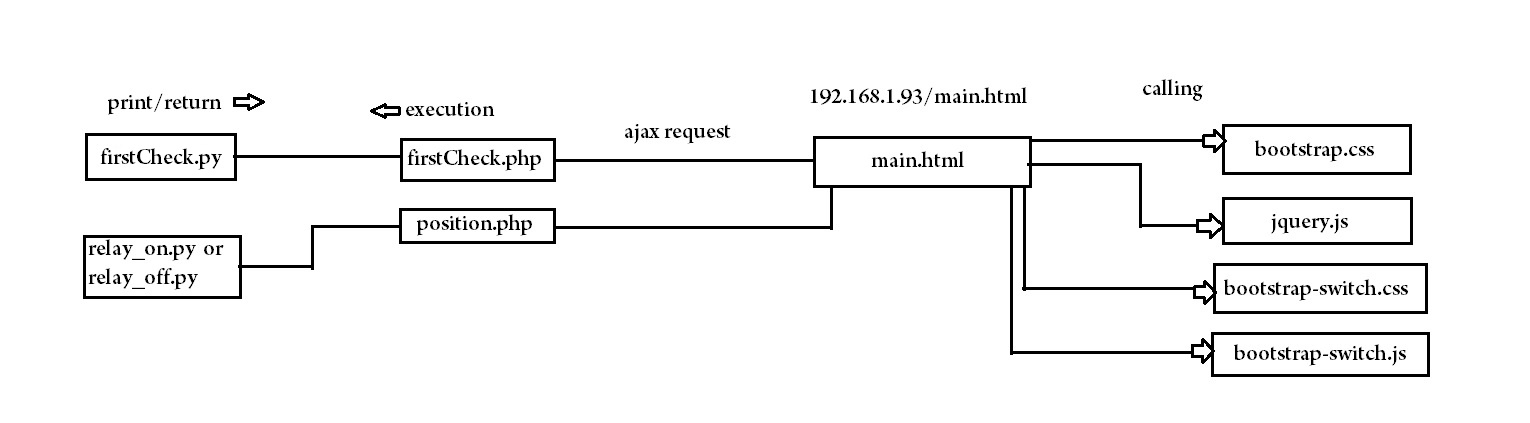 print/return
execution
192.168.1.93/main.html
calling
ajax request
firstCheck.py
firstCheck.php
main.html
bootstrap.css
position.php
jquery.js
relay_on.py or
relay_off.py
bootstrap-switch.css
bootstrap-switch.js